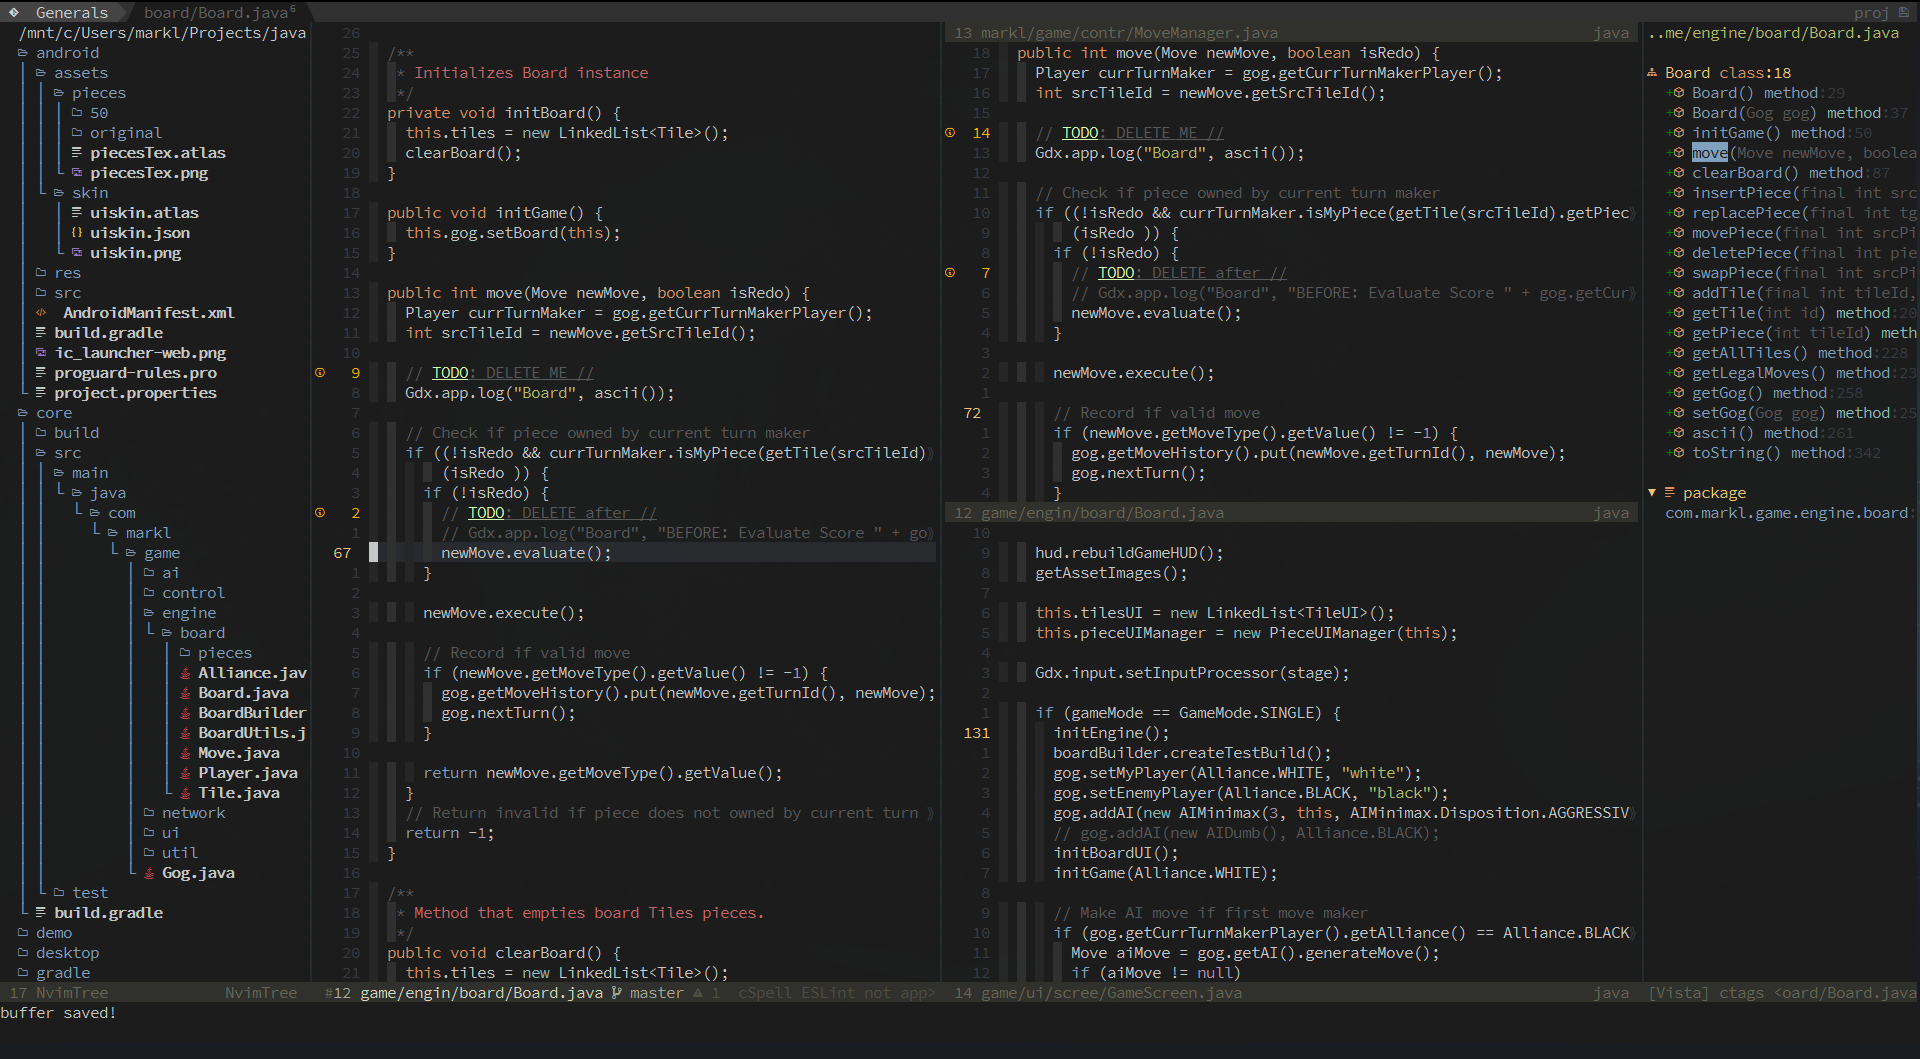 Generals board/Board.java⁶ proj
/mnt/c/Users/markl/Projects/java
android
assets
pieces
50
original
piecesTex.atlas
piecesTex.png
skin
uiskin.atlas
uiskin.json
uiskin.png
res
src
AndroidManifest.xml
build.gradle
ic_launcher-web.png
proguard-rules.pro
project.properties
core
build
src
main
java
com
markl
game
ai
control
engine
board
pieces
Alliance.jav
Board.java
BoardBuilder
BoardUtils.j
Move.java
Player.java
Tile.java
network
ui
util
Gog.java
test
build.gradle
demo
desktop
gradle
17 NvimTree NvimTree
26
25 /**
24 * Initializes Board instance
23 */
22 private void initBoard() {
21 this.tiles = new LinkedList<Tile>();
20 clearBoard();
19 }
18
17 public void initGame() {
16 this.gog.setBoard(this);
15 }
14
13 public int move(Move newMove, boolean isRedo) {
12 Player currTurnMaker = gog.getCurrTurnMakerPlayer();
11 int srcTileId = newMove.getSrcTileId();
10
9 // TODO: DELETE ME //
8 Gdx.app.log("Board", ascii());
7
6 // Check if piece owned by current turn maker
5 if ((!isRedo && currTurnMaker.isMyPiece(getTile(srcTileId)
4 (isRedo )) {
3 if (!isRedo) {
2 // TODO: DELETE after //
1 // Gdx.app.log("Board", "BEFORE: Evaluate Score " + go
67 newMove.evaluate();
1 }
2
3 newMove.execute();
4
5 // Record if valid move
6 if (newMove.getMoveType().getValue() != -1) {
7 gog.getMoveHistory().put(newMove.getTurnId(), newMove);
8 gog.nextTurn();
9 }
10
11 return newMove.getMoveType().getValue();
12 }
13 // Return invalid if piece does not owned by current turn
14 return -1;
15 }
16
17 /**
18 * Method that empties board Tiles pieces.
19 */
20 public void clearBoard() {
21 this.tiles = new LinkedList<Tile>();
#12 game/engin/board/Board.java master 1 cSpell ESLint not app>
13 markl/game/contr/MoveManager.java java
18 public int move(Move newMove, boolean isRedo) {
17 Player currTurnMaker = gog.getCurrTurnMakerPlayer();
16 int srcTileId = newMove.getSrcTileId();
15
14 // TODO: DELETE ME //
13 Gdx.app.log("Board", ascii());
12
11 // Check if piece owned by current turn maker
10 if ((!isRedo && currTurnMaker.isMyPiece(getTile(srcTileId).getPiec
9 (isRedo )) {
8 if (!isRedo) {
7 // TODO: DELETE after //
6 // Gdx.app.log("Board", "BEFORE: Evaluate Score " + gog.getCur
5 newMove.evaluate();
4 }
3
2 newMove.execute();
1
72 // Record if valid move
1 if (newMove.getMoveType().getValue() != -1) {
2 gog.getMoveHistory().put(newMove.getTurnId(), newMove);
3 gog.nextTurn();
4 }
12 game/engin/board/Board.java java
10
9 hud.rebuildGameHUD();
8 getAssetImages();
7
6 this.tilesUI = new LinkedList<TileUI>();
5 this.pieceUIManager = new PieceUIManager(this);
4
3 Gdx.input.setInputProcessor(stage);
2
1 if (gameMode == GameMode.SINGLE) {
131 initEngine();
1 boardBuilder.createTestBuild();
2 gog.setMyPlayer(Alliance.WHITE, "white");
3 gog.setEnemyPlayer(Alliance.BLACK, "black");
4 gog.addAI(new AIMinimax(3, this, AIMinimax.Disposition.AGGRESSIV
5 // gog.addAI(new AIDumb(), Alliance.BLACK);
6 initBoardUI();
7 initGame(Alliance.WHITE);
8
9 // Make AI move if first move maker
10 if (gog.getCurrTurnMakerPlayer().getAlliance() == Alliance.BLACK
11 Move aiMove = gog.getAI().generateMove();
12 if (aiMove != null)
14 game/ui/scree/GameScreen.java java
..me/engine/board/Board.java
Board class:18
+ Board() method:29
+ Board(Gog gog) method:37
+ initGame() method:50
+ move(Move newMove, boolea
+ clearBoard() method:87
+ insertPiece(final int src
+ replacePiece(final int tg
+ movePiece(final int srcPi
+ deletePiece(final int pie
+ swapPiece(final int srcPi
+ addTile(final int tileId,
+ getTile(int id) method:20
+ getPiece(int tileId) meth
+ getAllTiles() method:228
+ getLegalMoves() method:23
+ getGog() method:258
+ setGog(Gog gog) method:25
+ ascii() method:261
+ toString() method:342
▼ package
com.markl.game.engine.board:
[Vista] ctags <oard/Board.java
buffer saved!